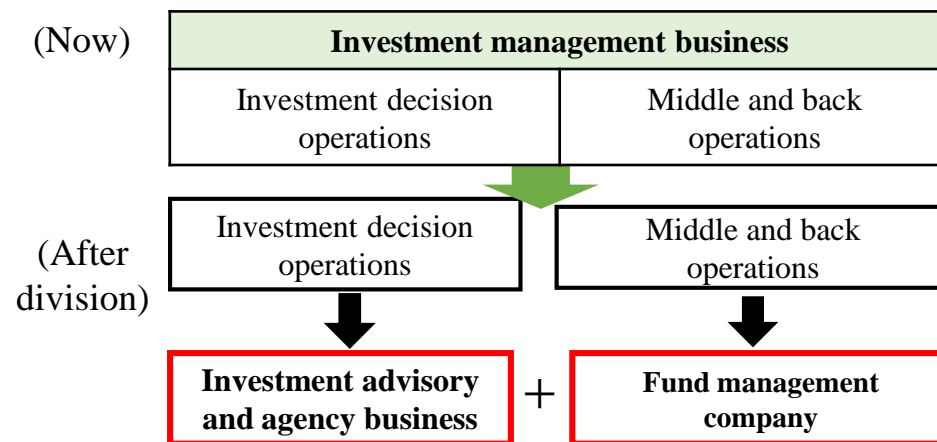 (Now)
Investment management business
Investment decision
operations
Middle and back
operations
(After
division)
Investment decision
operations
Middle and back
operations
Investment advisory
and agency business
+
Fund management
company